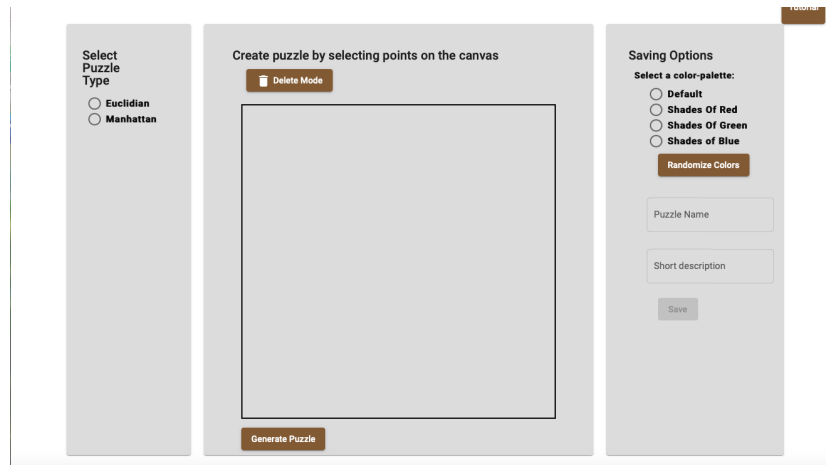 Tutorial
Select
Puzzle
Type
Euclidian
Manhattan
Create puzzle by selecting points on the canvas
Delete Mode
Generate Puzzle
Saving Options
Select a color-palette:
Default
Shades Of Red
Shades Of Green
Shades of Blue
Randomize Colors
Puzzle Name
Short description
Save